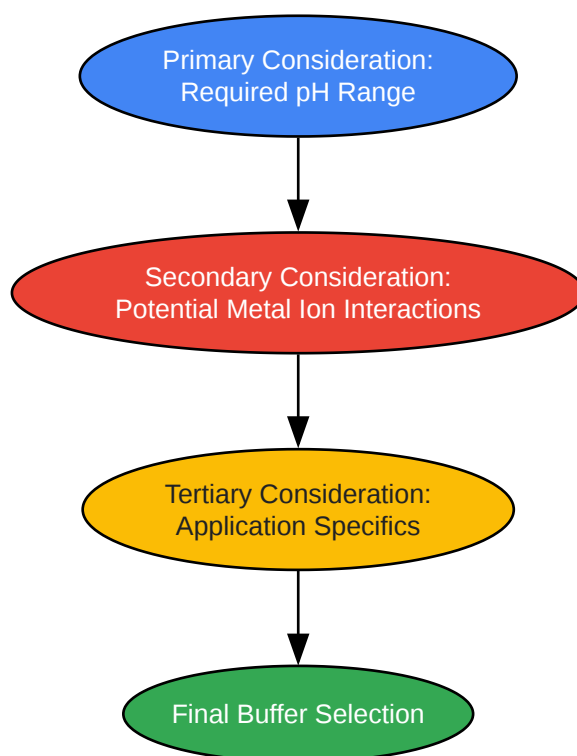 Primary Consideration:
Required pH Range
Secondary Consideration:
Potential Metal Ion Interactions
Tertiary Consideration:
Application Specifics
Final Buffer Selection